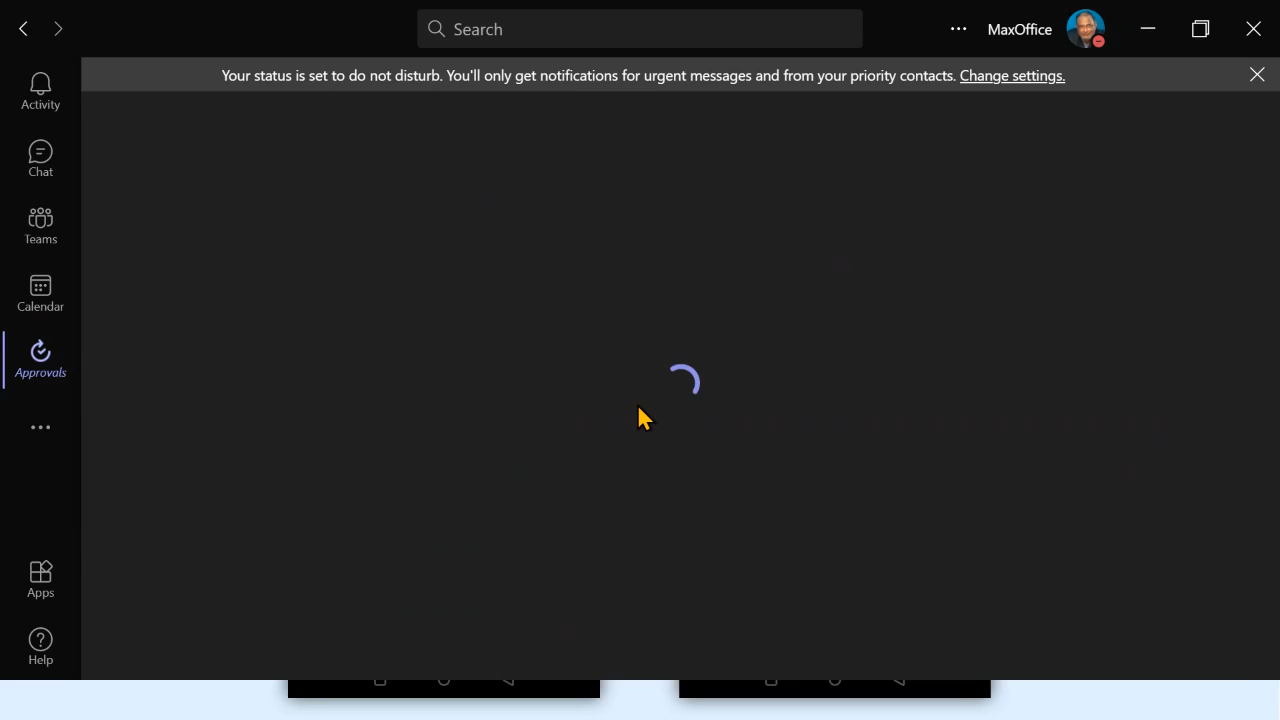 Search
MaxOffice
Your status is set to do not disturb. You'll only get notifications for urgent messages and from your priority contacts. Change settings.
Activity
Chat
Teams
Calendar
Approvals
Apps
Help